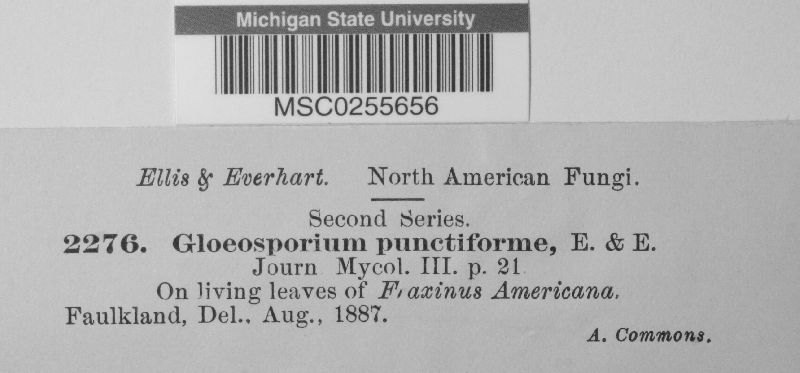 Michigan State University
MSC0255656
Ellis & Everhart. North American Fungi.
Second Series.
2276. Gloeosporium punctiforme, E. & E.
Journ Mycol. III. p. 21
On living leaves of Fraxinus Americana.
Faulkland, Del., Aug., 1887.
A. Commons.